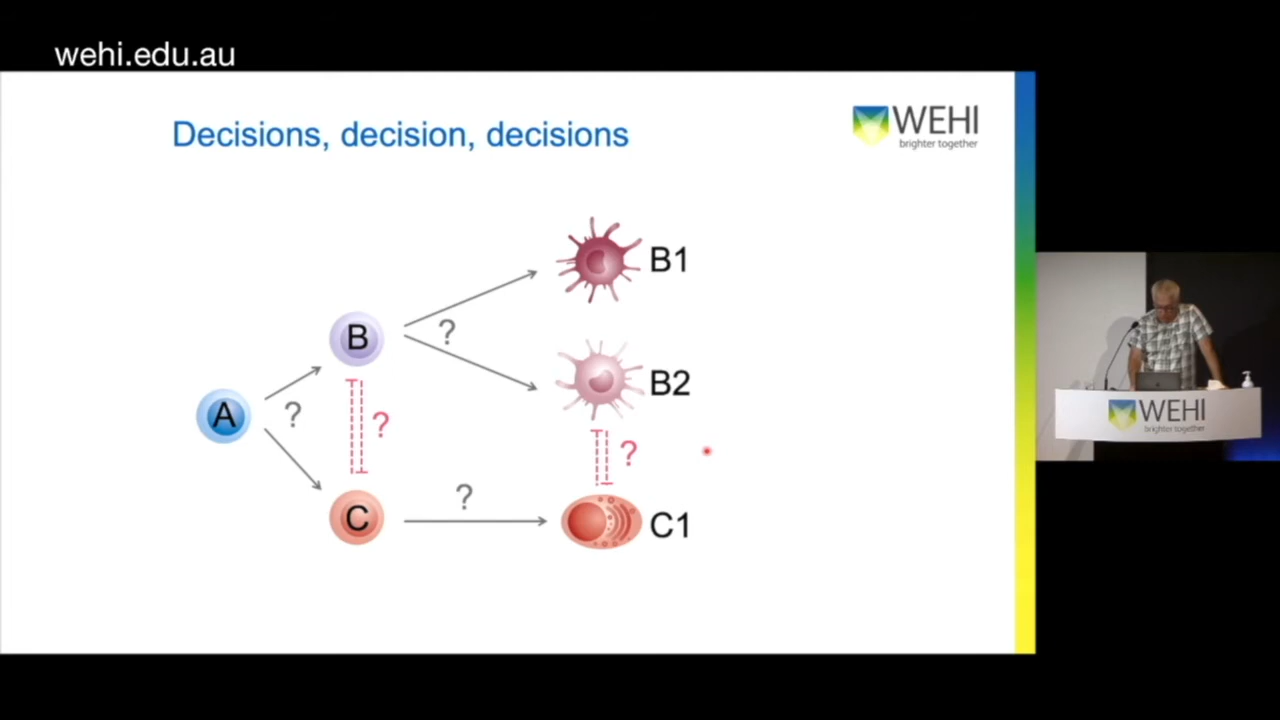 wehi.edu.au
Decisions, decision, decisions
WEHI
brighter together
B1
B
?
B2
A
?
?
?
C
?
C1
WEHI
brighter together